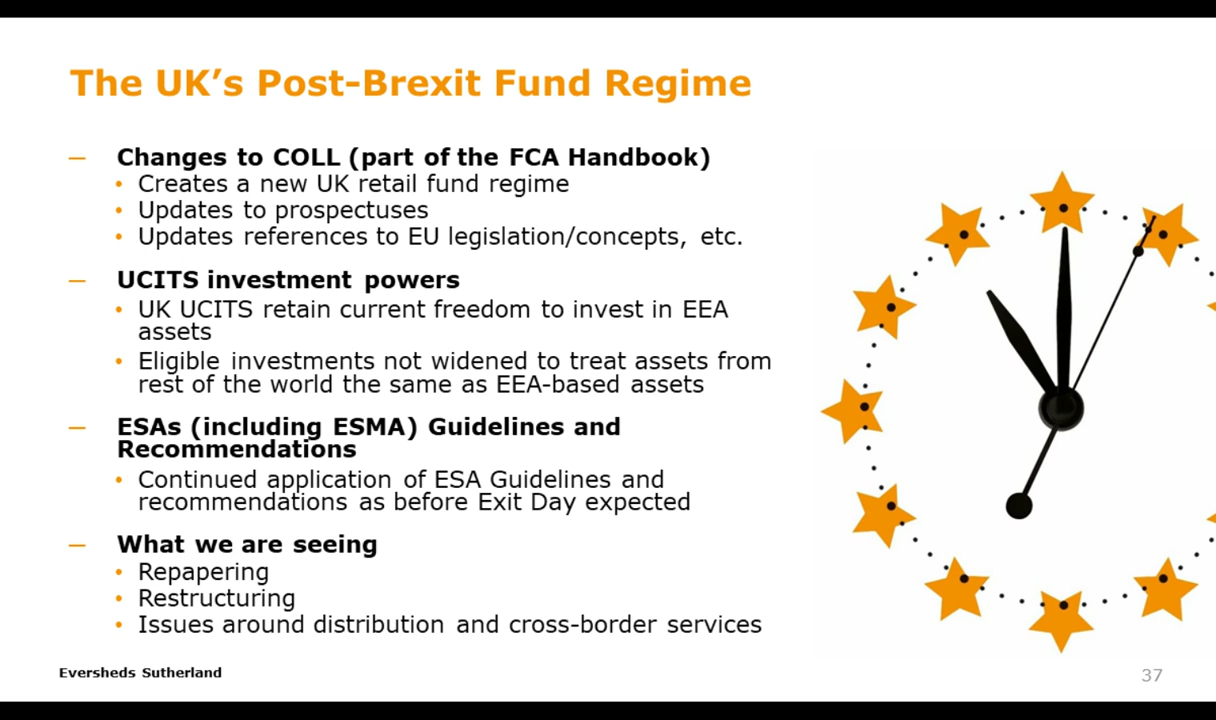 The UK’s Post-Brexit Fund Regime
— Changes to COLL (part of the FCA Handbook)
• Creates a new UK retail fund regime
• Updates to prospectuses
• Updates references to EU legislation/concepts, etc.
— UCITS investment powers
• UK UCITS retain current freedom to invest in EEA
assets
• Eligible investments not widened to treat assets from
rest of the world the same as EEA-based assets
— ESAs (including ESMA) Guidelines and
Recommendations
• Continued application of ESA Guidelines and
recommendations as before Exit Day expected
— What we are seeing
• Repapering
• Restructuring
• Issues around distribution and cross-border services
Eversheds Sutherland
37